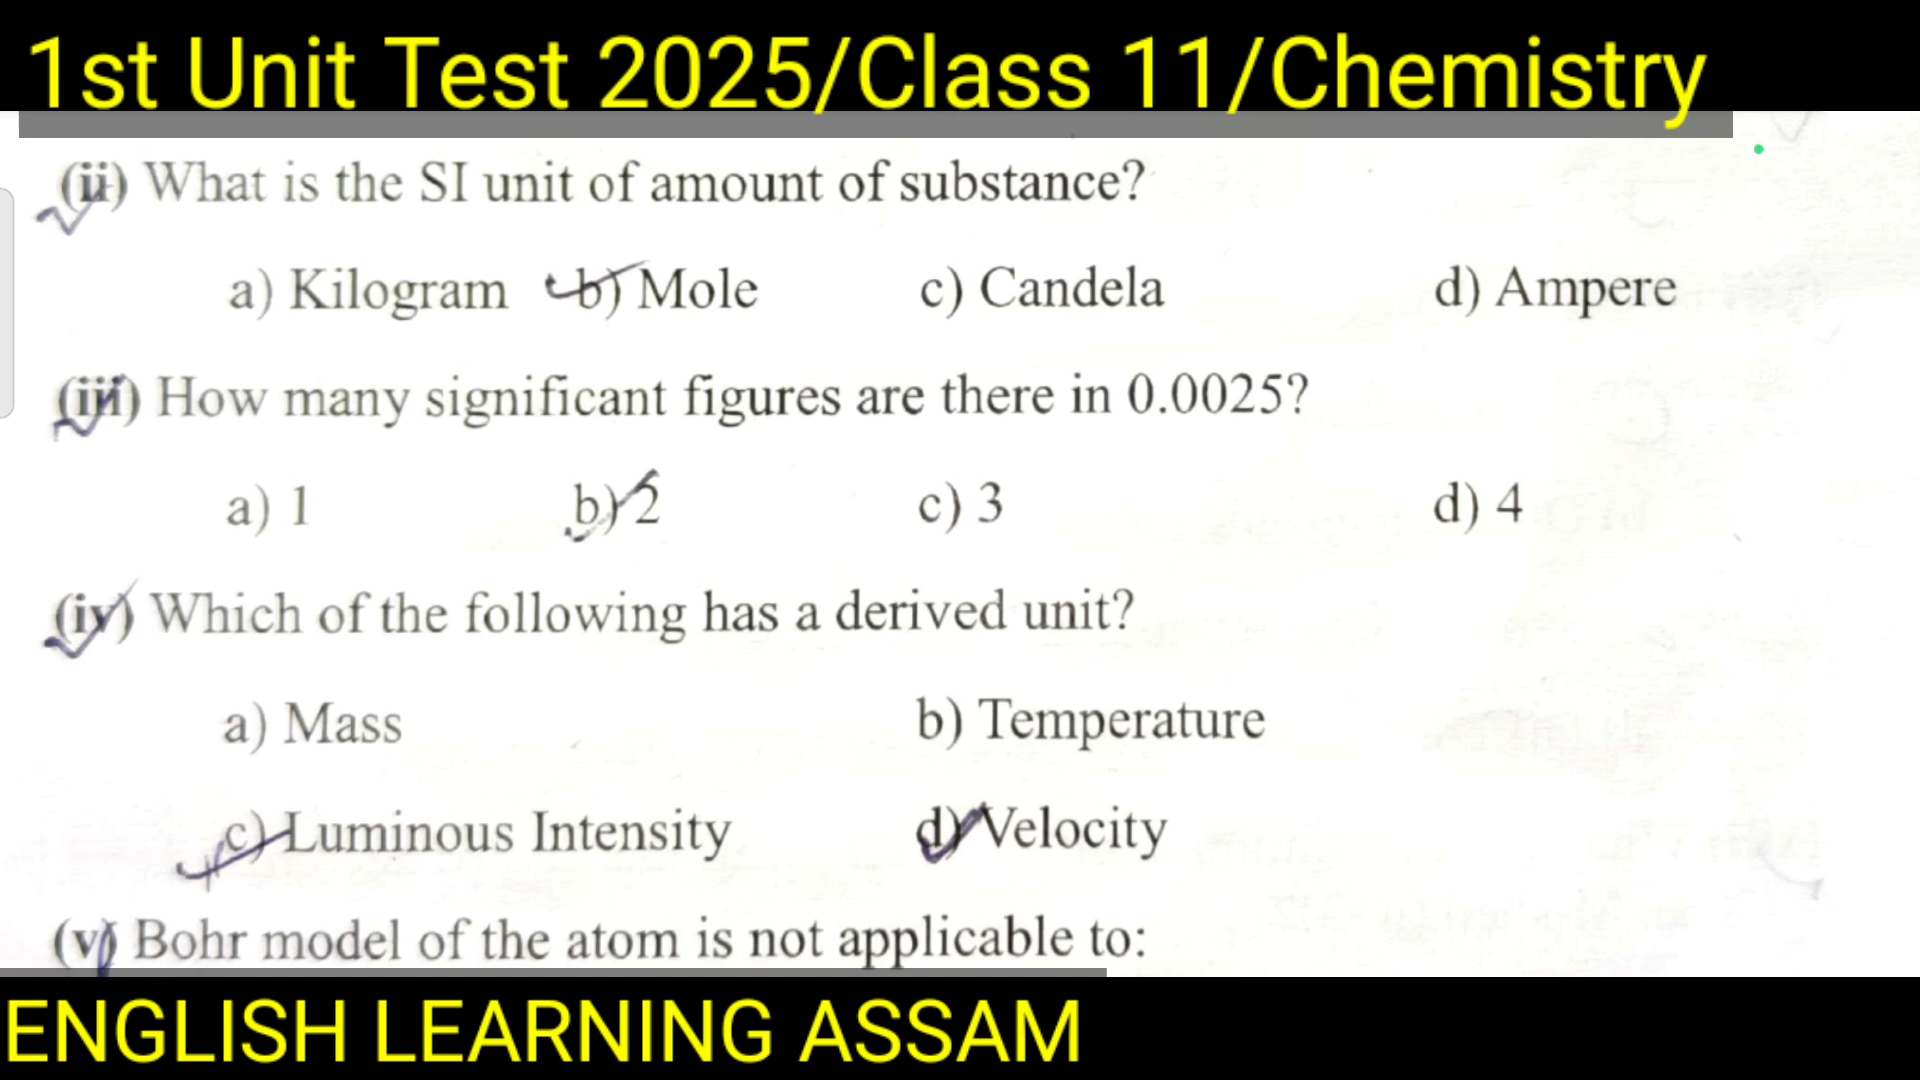 1st Unit Test 2025/Class 11/Chemistry
(ii) What is the SI unit of amount of substance?
a) Kilogram b) Mole c) Candela d) Ampere
(iii) How many significant figures are there in 0.0025?
a) 1 b) 2 c) 3 d) 4
(iv) Which of the following has a derived unit?
a) Mass b) Temperature
c) Luminous Intensity d) Velocity
(v) Bohr model of the atom is not applicable to:
ENGLISH LEARNING ASSAM